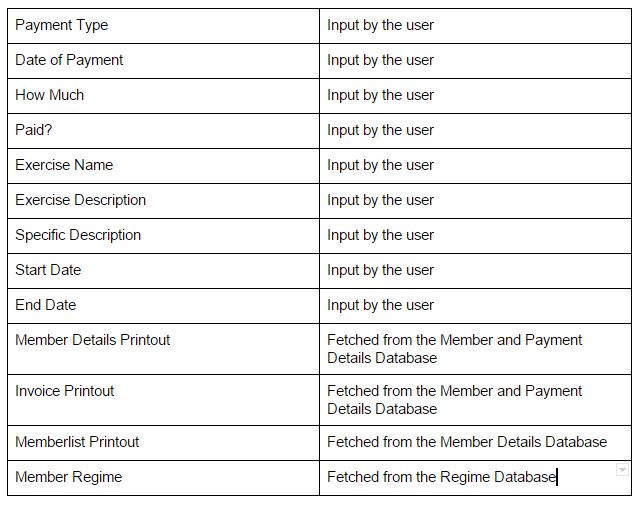 Payment Type Input by the user
Date of Payment Input by the user
How Much Input by the user
Paid? Input by the user
Exercise Name Input by the user
Exercise Description Input by the user
Specific Description Input by the user
Start Date Input by the user
End Date Input by the user
Member Details Printout Fetched from the Member and Payment
Details Database
Invoice Printout Fetched from the Member and Payment
Details Database
Memberlist Printout Fetched from the Member Details Database
Member Regime Fetched from the Regime Database